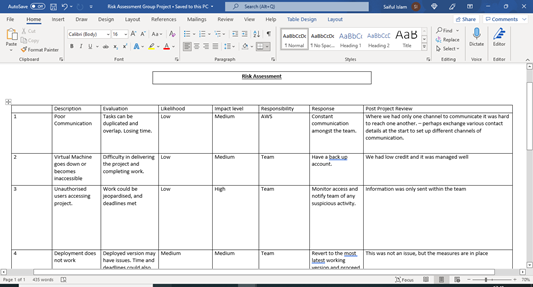 AutoSave Off Risk Assessment Group Project • Saved to this PC Search (Alt+Q) Saiful Islam
File Home Insert Draw Design Layout References Mailings Review View Help Table Design Layout Share Comments
Paste Cut Copy Format Painter
Calibri (Body) 16
AaBbCcDc AaBbCcDc AaBbC AaBbCcC AaB
1 Normal 1 No Spac... Heading 1 Heading 2 Title
Find Replace Select
Dictate Editor
Clipboard Font Paragraph Styles Editing Voice Editor
Risk Assessment
Description Evaluation Likelihood Impact level Responsibility Response Post Project Review
1 Poor Communication Tasks can be duplicated and overlap. Losing time. Low Medium AWS Constant communication amongst the team. Where we had only one channel to communicate it was hard to reach one another. – perhaps exchange various contact details at the start to set up different channels of communication.
2 Virtual Machine goes down or becomes inaccessible Difficulty in delivering the project and completing work. Low Medium Team Have a back up account. We had low credit and it was managed well
3 Unauthorised users accessing project. Work could be jeopardised, and deadlines met Low High Team Monitor access and notify team of any suspicious activity. Information was only sent within the team
4 Deployment does not work Deployed version may have issues. Time and deadlines could also Medium Medium Team Revert to the most latest working version and proceed This was not an issue, but the measures are in place
Page 1 of 1 435 words Focus 70%